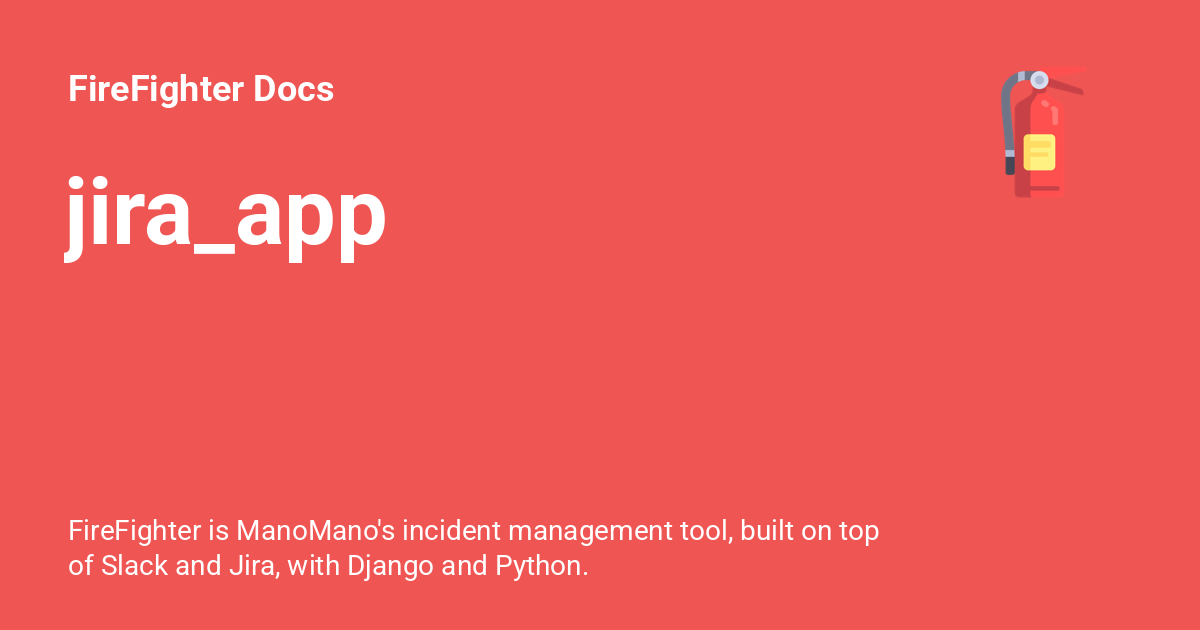 FireFighter Docs
jira_app
FireFighter is ManoMano's incident management tool, built on top
of Slack and Jira, with Django and Python.